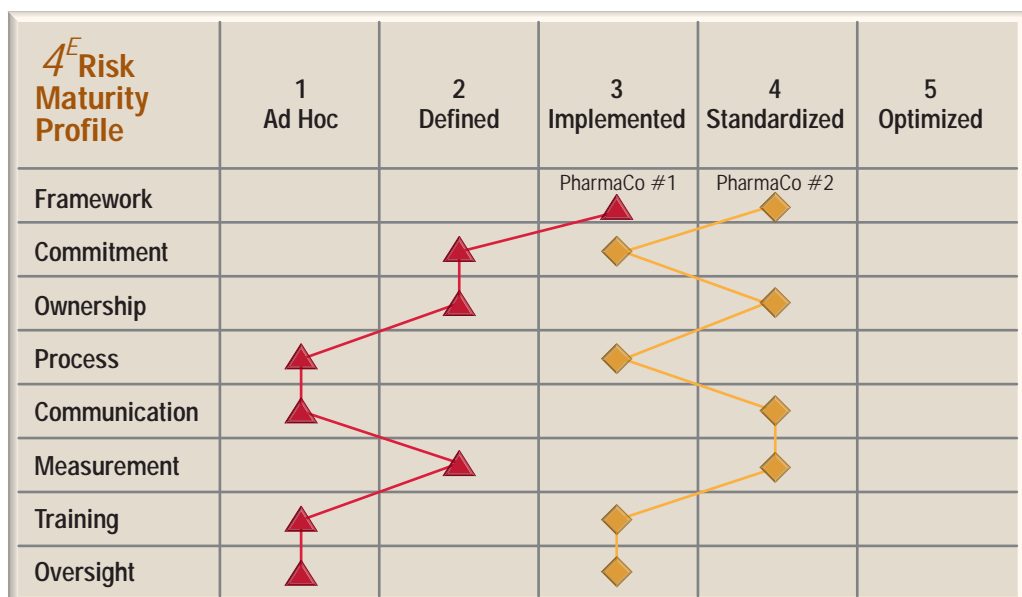 4E Risk
Maturity
Profile
1
Ad Hoc
2
Defined
3
Implemented
4
Standardized
5
Optimized
PharmaCo #1
PharmaCo #2
Framework
Commitment
Ownership
Process
Communication
Measurement
Training
Oversight